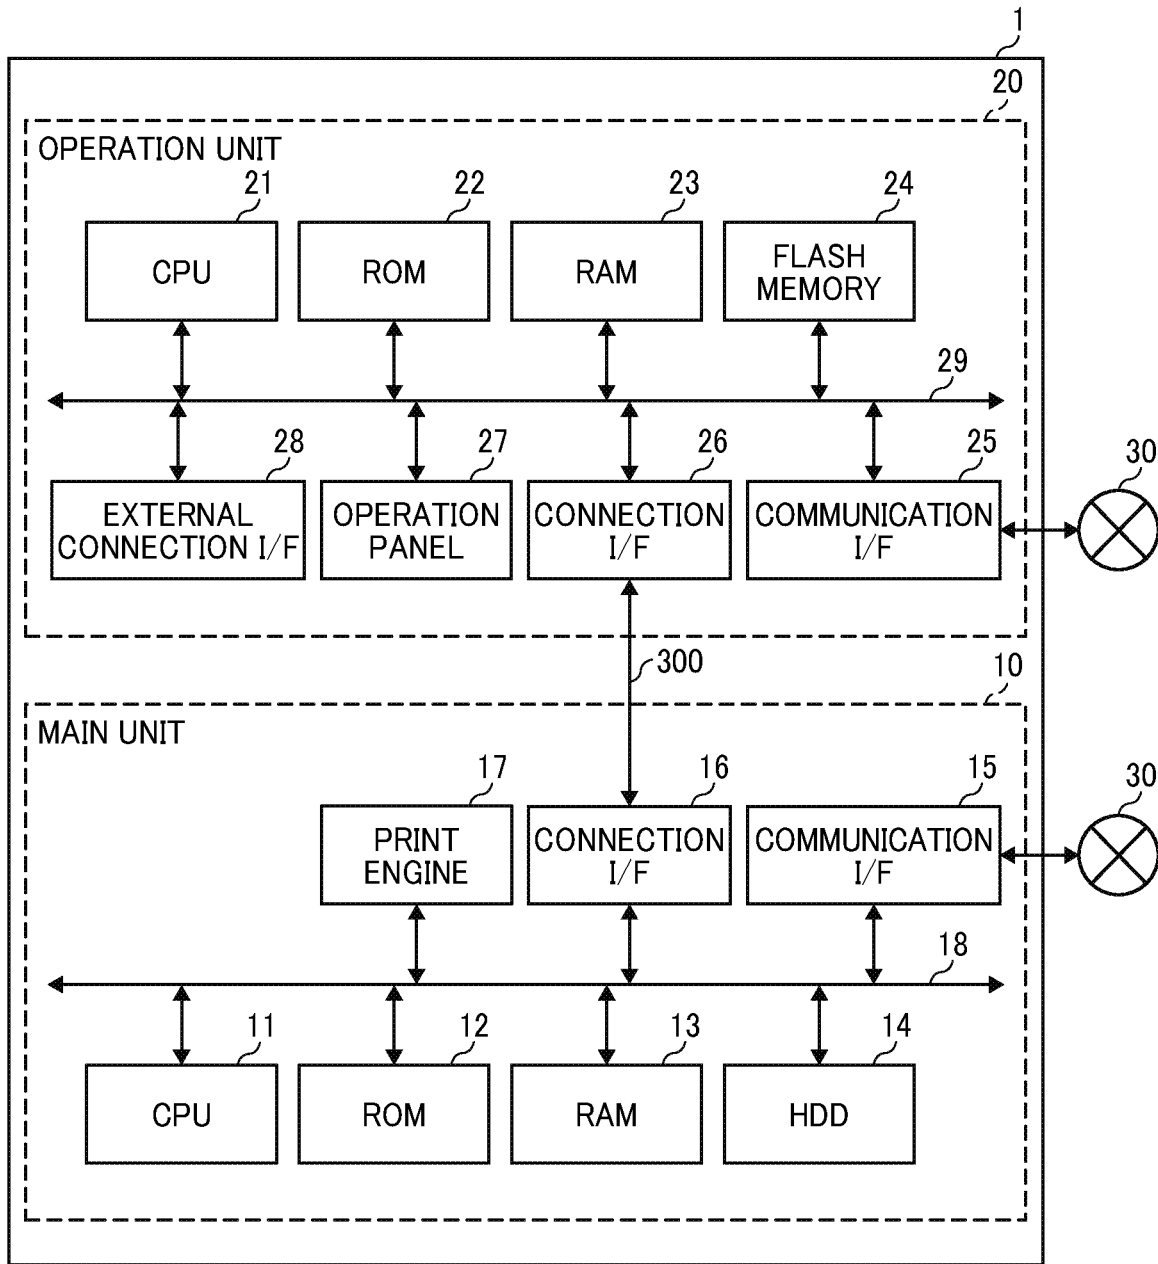 1
20
OPERATION UNIT
21
22
23
24
CPU
ROM
RAM
FLASH
MEMORY
29
28
27
26
25
30
EXTERNAL
CONNECTION I/F
OPERATION
PANEL
CONNECTION
I/F
COMMUNICATION
I/F
300
10
MAIN UNIT
17
16
15
30
PRINT
ENGINE
CONNECTION
I/F
COMMUNICATION
I/F
18
11
12
13
14
CPU
ROM
RAM
HDD